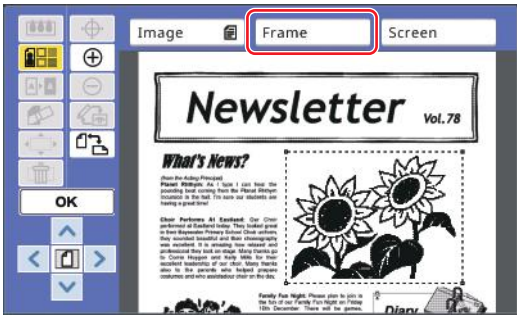 Image
Frame
Screen
OK
Newsletter Vol. 78
What's News?
(from the Acting Principal)
Planet Rhthym: As I type I can hear the
pounding beat coming from the Planet Rhthym
incursion in the hall. I'm sure our students are
having a great time!
Choir Performs At Eastland: Our Choir
performed at Eastland today. They looked great
in their Bayswater Primary School Choir uniform,
they sounded beautiful and their choreography
was excellent. It is amazing how relaxed and
professional they look on stage. Many thanks go
to Corrie Huggon and Kelly Mills for their
excellent leadership of our choir. Many thanks
also to the parents who helped prepare
costumes and who assisted our choir on the day.
Family Fun Night: Please plan to join in
the fun of our Family Fun Night on Friday
10th December. There will be games,
Diary